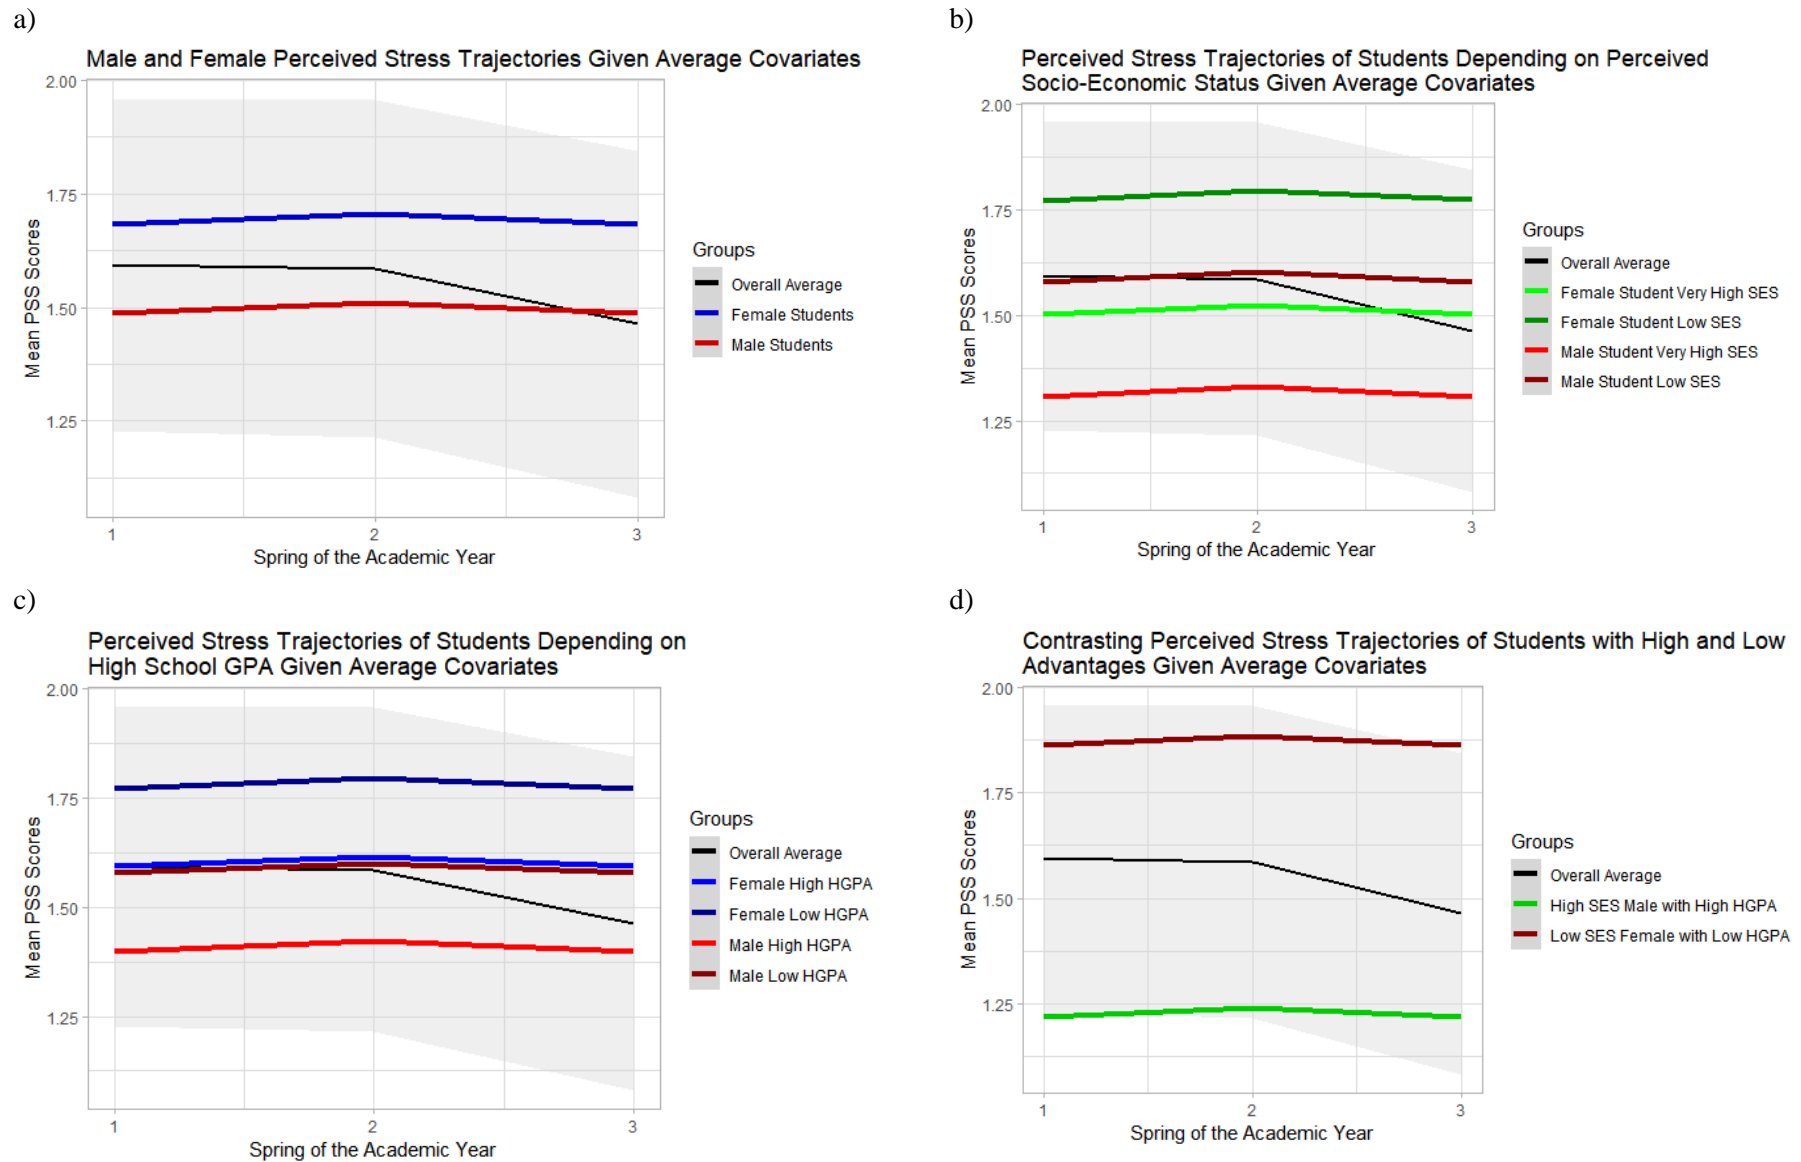 a)
Male and Female Perceived Stress Trajectories Given Average Covariates
2.00
1.75
1.50
1.25
Mean PSS Scores
1
2
3
Spring of the Academic Year
Groups
Overall Average
Female Students
Male Students
b)
Perceived Stress Trajectories of Students Depending on Perceived
Socio-Economic Status Given Average Covariates
2.00
1.75
1.50
1.25
Mean PSS Scores
1
2
3
Spring of the Academic Year
Groups
Overall Average
Female Student Very High SES
Female Student Low SES
Male Student Very High SES
Male Student Low SES
c)
Perceived Stress Trajectories of Students Depending on
High School GPA Given Average Covariates
2.00
1.75
1.50
1.25
Mean PSS Scores
1
2
3
Spring of the Academic Year
Groups
Overall Average
Female High HGPA
Female Low HGPA
Male High HGPA
Male Low HGPA
d)
Contrasting Perceived Stress Trajectories of Students with High and Low
Advantages Given Average Covariates
2.00
1.75
1.50
1.25
Mean PSS Scores
1
2
3
Spring of the Academic Year
Groups
Overall Average
High SES Male with High HGPA
Low SES Female with Low HGPA